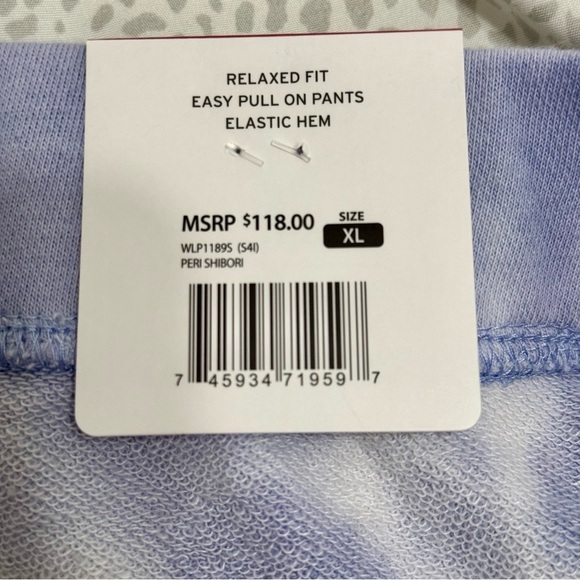 RELAXED FIT
EASY PULL ON PANTS
ELASTIC HEM
MSRP $118.00
SIZE
XL
WLP1189S (S4I)
PERI SHIBORI
7 45934 71959 7